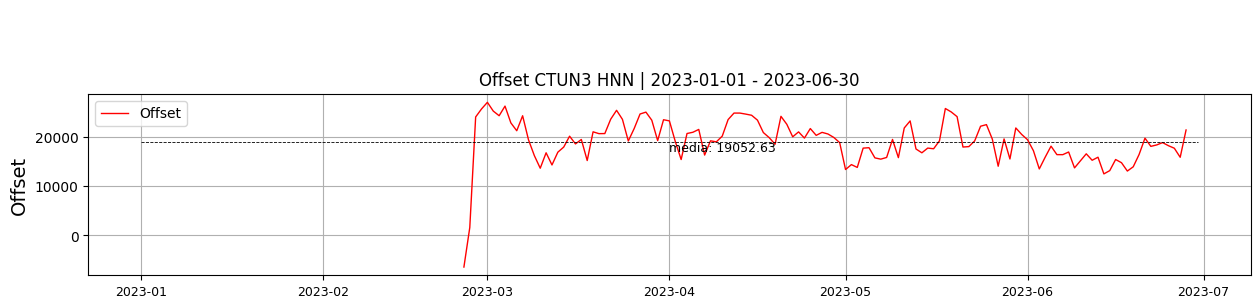 Offset CTUN3 HNN | 2023-01-01 - 2023-06-30
Offset
20000
10000
0
Offset
media: 19052.63
2023-01 2023-02 2023-03 2023-04 2023-05 2023-06 2023-07